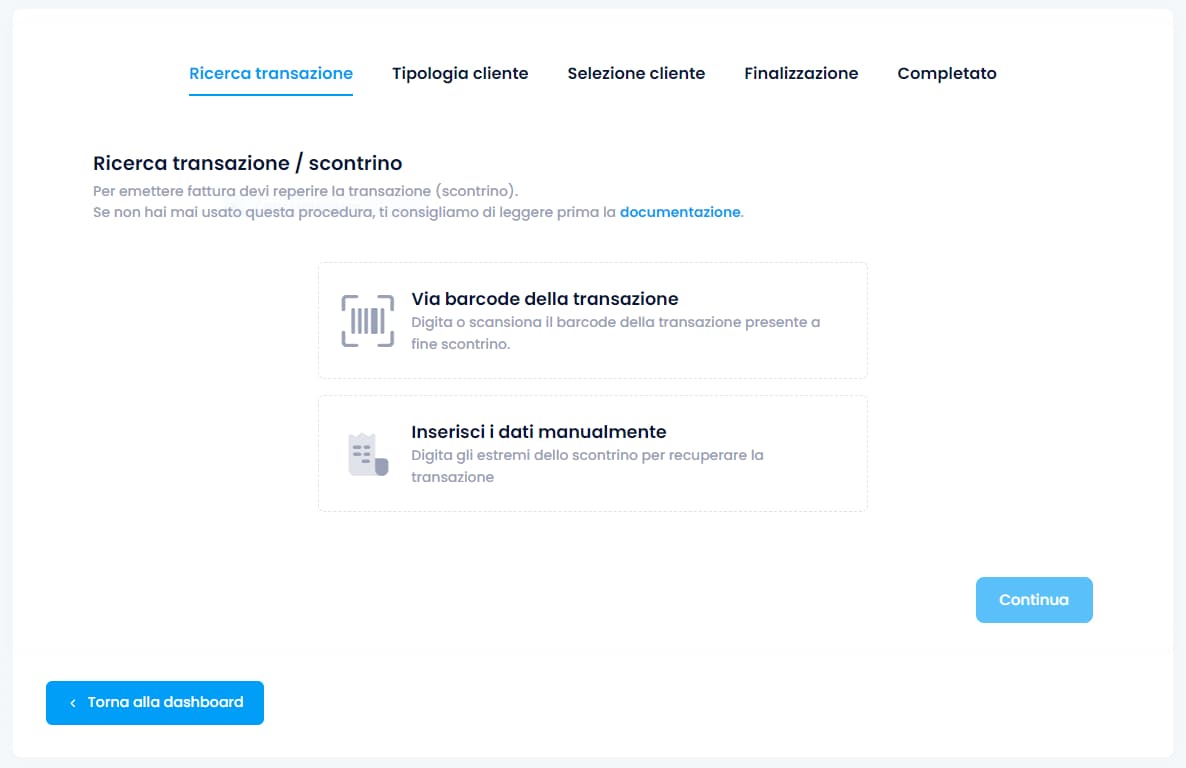 Ricerca transazione
Tipologia cliente
Selezione cliente
Finalizzazione
Completato
Ricerca transazione / scontrino
Per emettere fattura devi reperire la transazione (scontrino).
Se non hai mai usato questa procedura, ti consigliamo di leggere prima la documentazione.
Via barcode della transazione
Digita o scansiona il barcode della transazione presente a
fine scontrino.
Inserisci i dati manualmente
Digita gli estremi dello scontrino per recuperare la
transazione
Continua
Torna alla dashboard